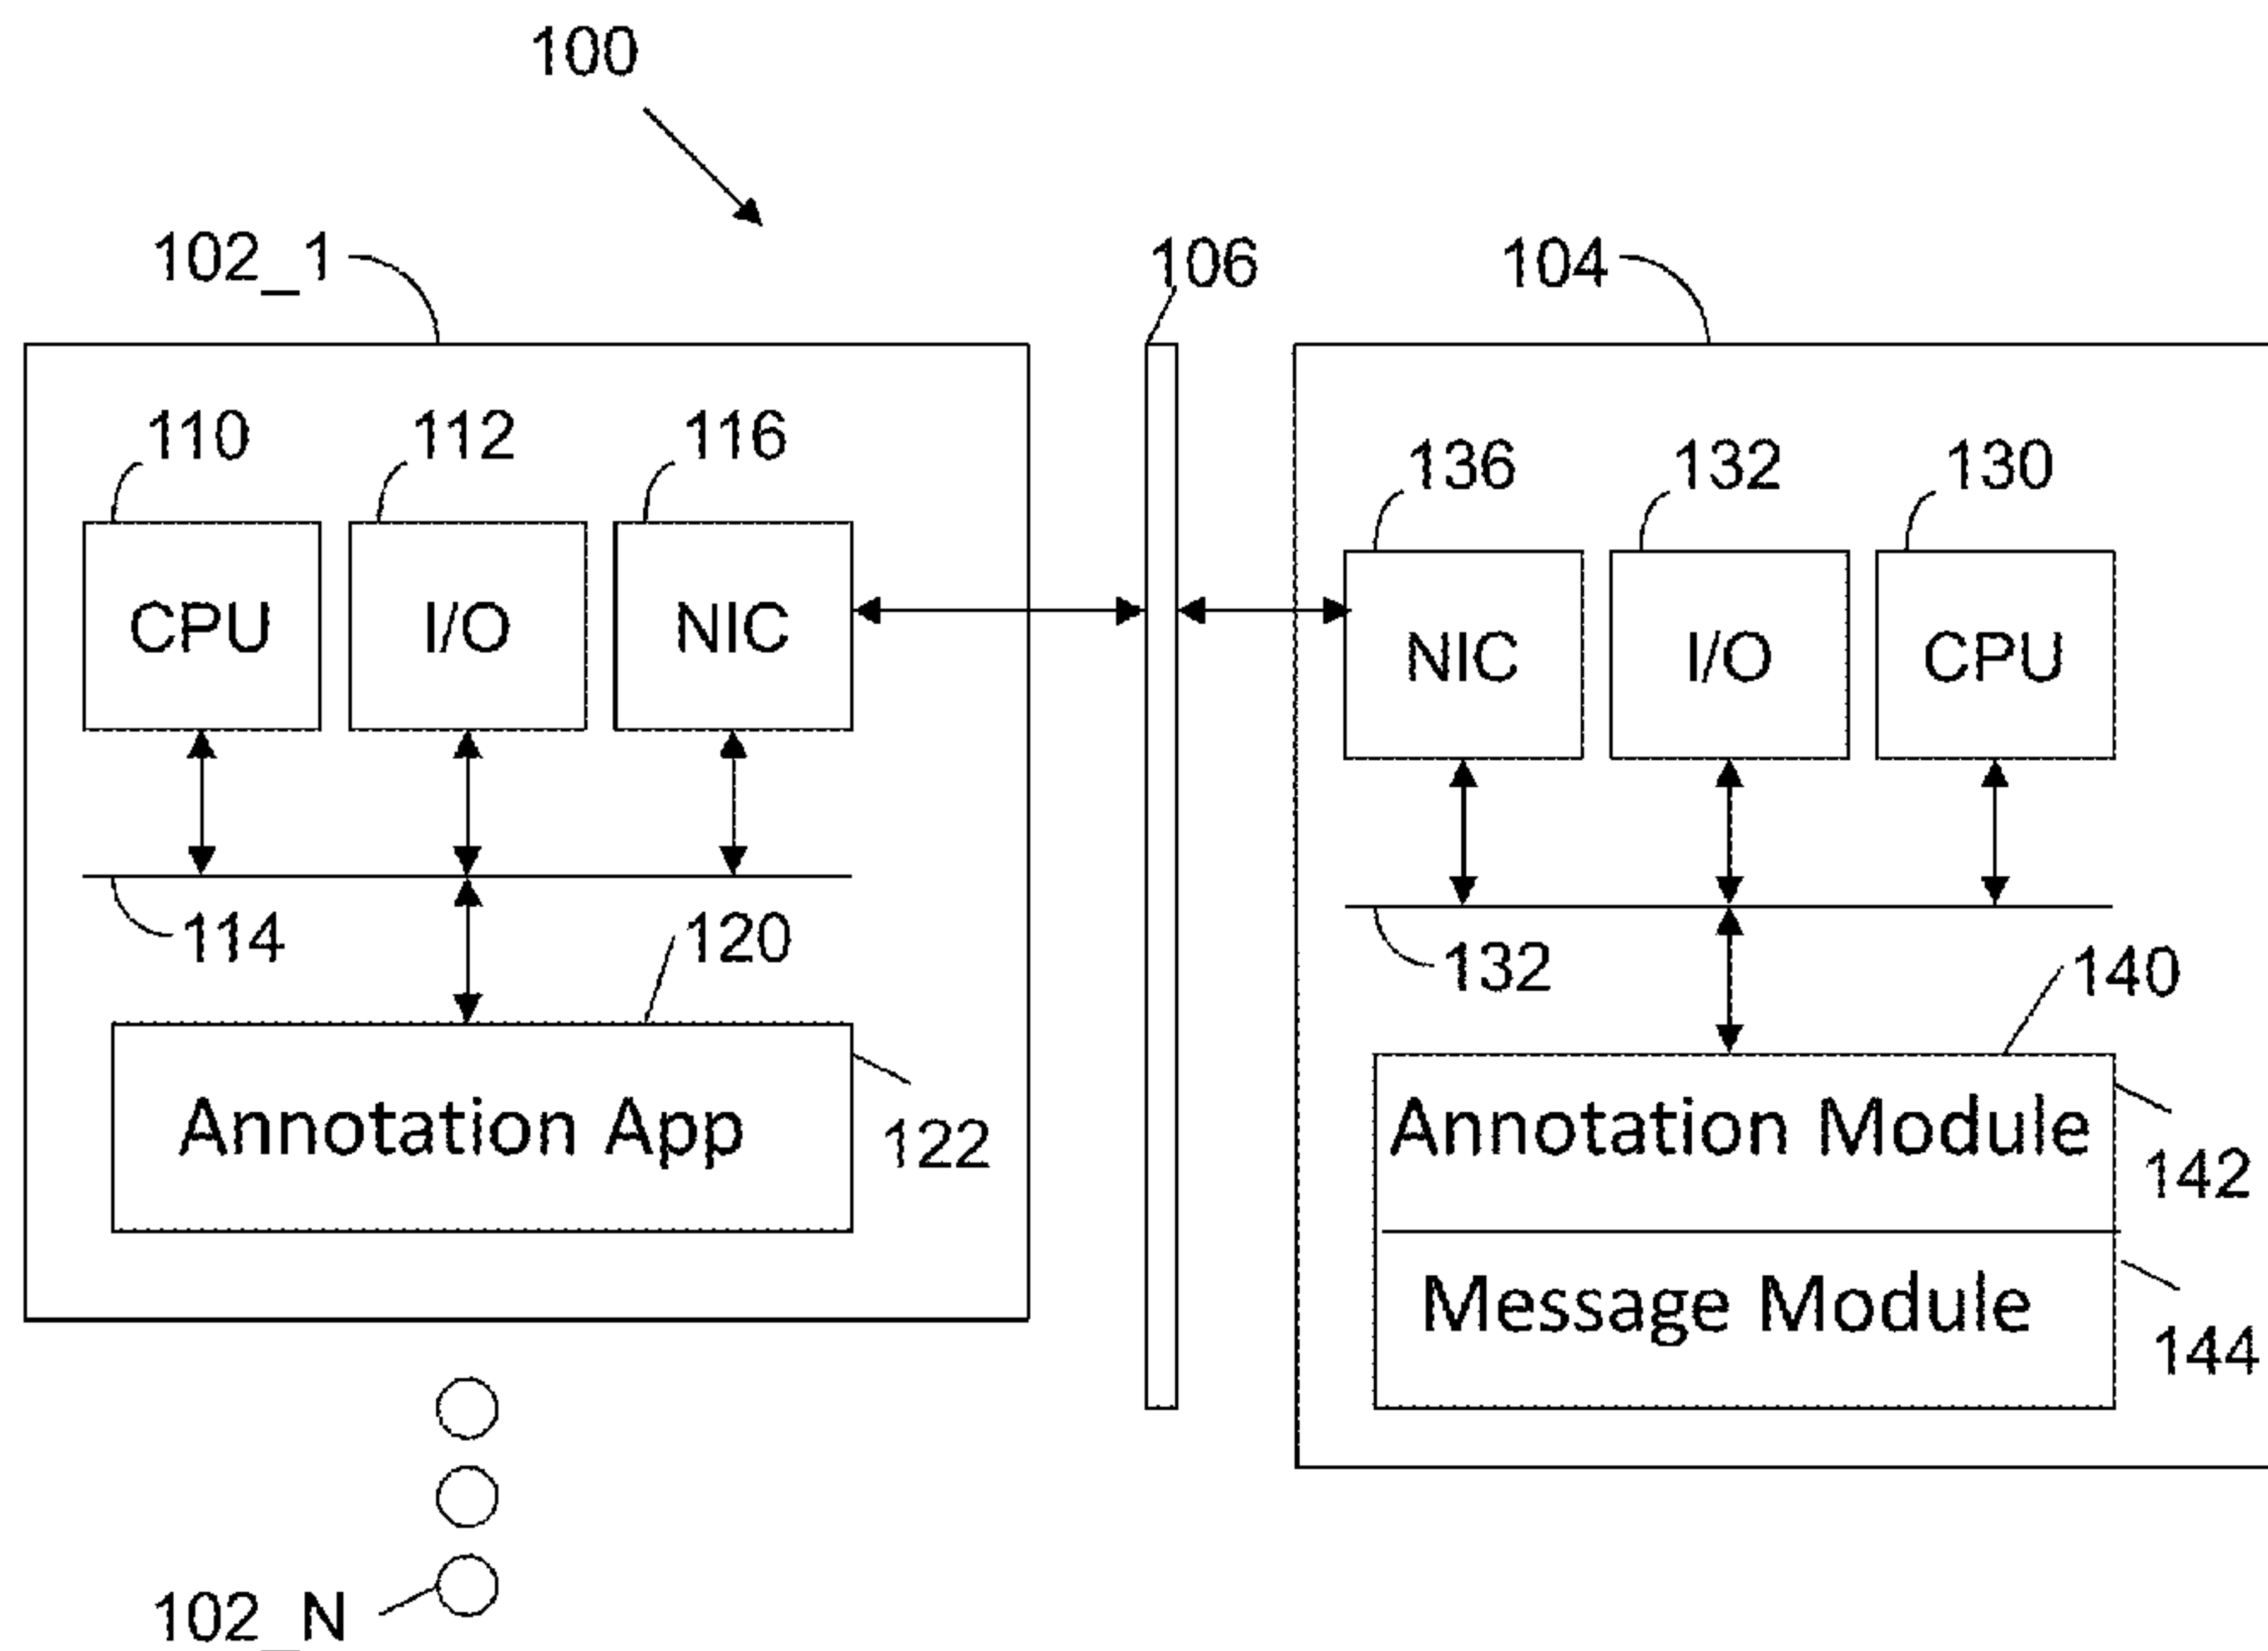 100
102_1
106
104
110
112
116
136
132
130
CPU
I/O
NIC
NIC
I/O
CPU
114
120
132
140
Annotation App
122
Annotation Module
142
Message Module
144
102_N